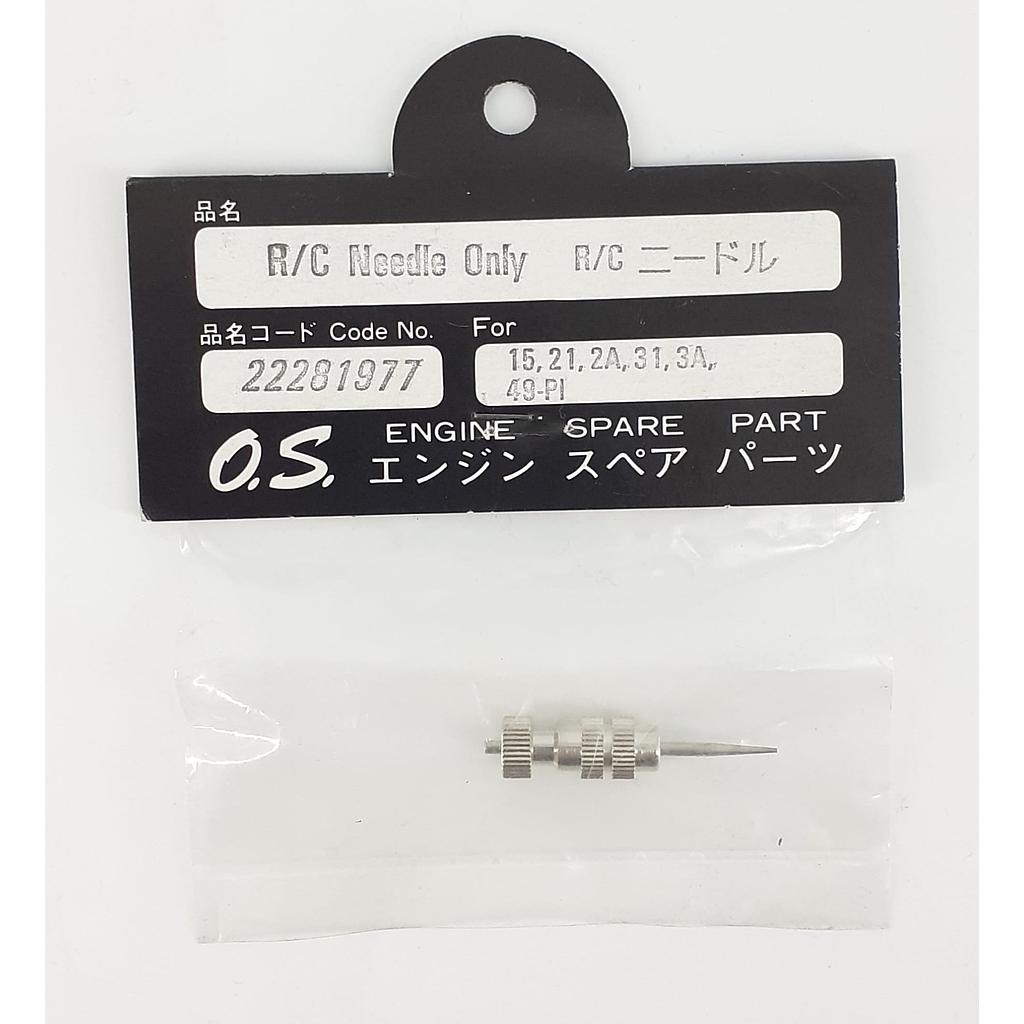 品名
R/C Needle Only R/C ニードル
品名コード Code No. For
22281977 15,21,2A,31,3A,
49-PI
O.S. ENGINE SPARE PART
エンジン スペア パーツ